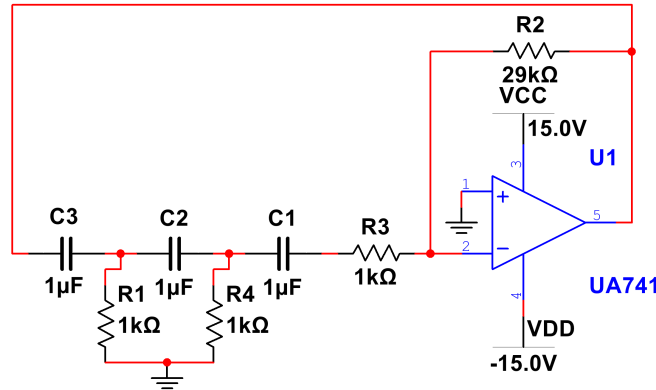 R2
29kΩ
VCC
15.0V
U1
3
1
5
2
4
UA741
VDD
-15.0V
C3
1µF
C2
1µF
C1
1µF
R3
1kΩ
R1
1kΩ
R4
1kΩ